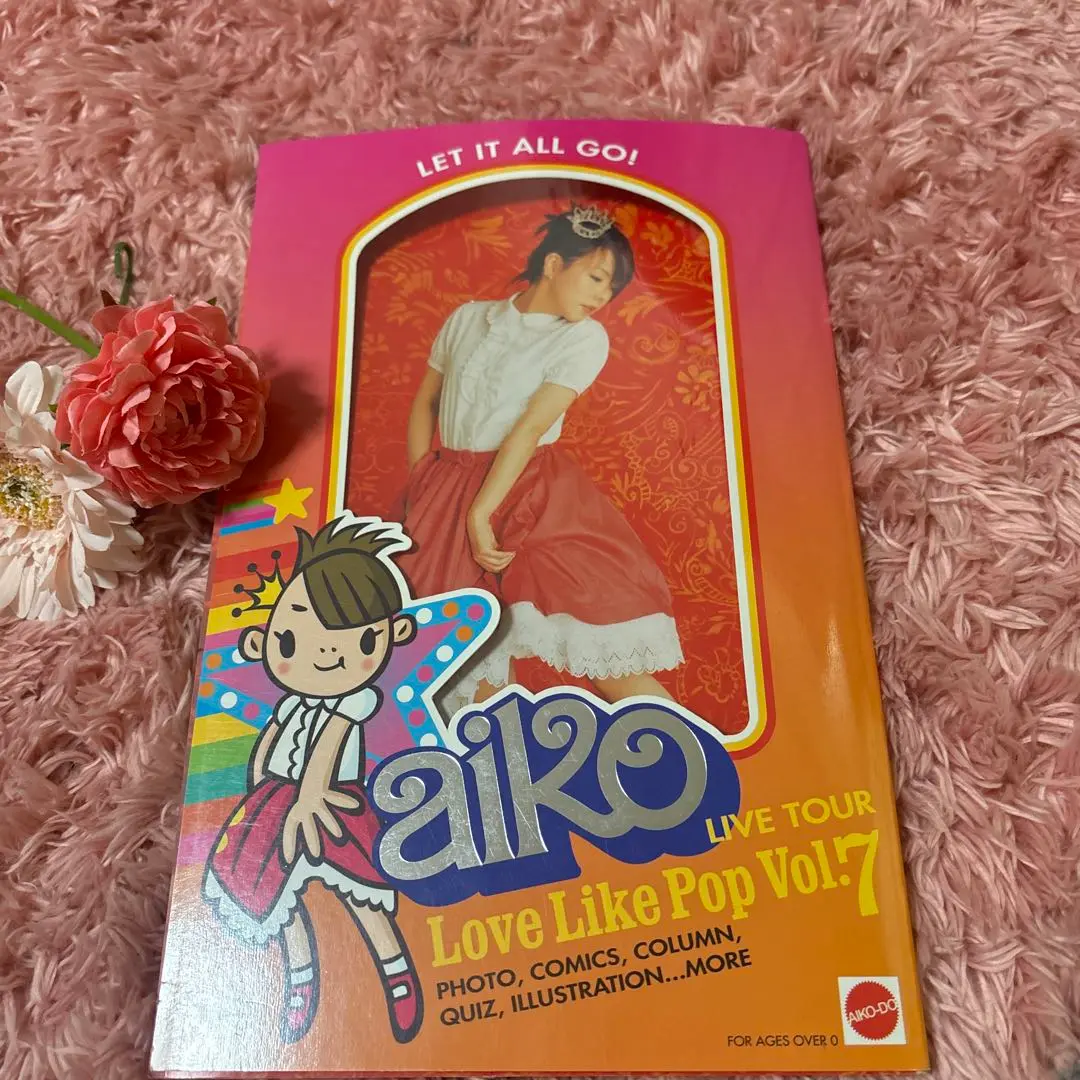 LET IT ALL GO!
aiko
LIVE TOUR
Love Like Pop Vol.7
PHOTO, COMICS, COLUMN,
QUIZ, ILLUSTRATION...MORE
FOR AGES OVER 0
AIKO-DO